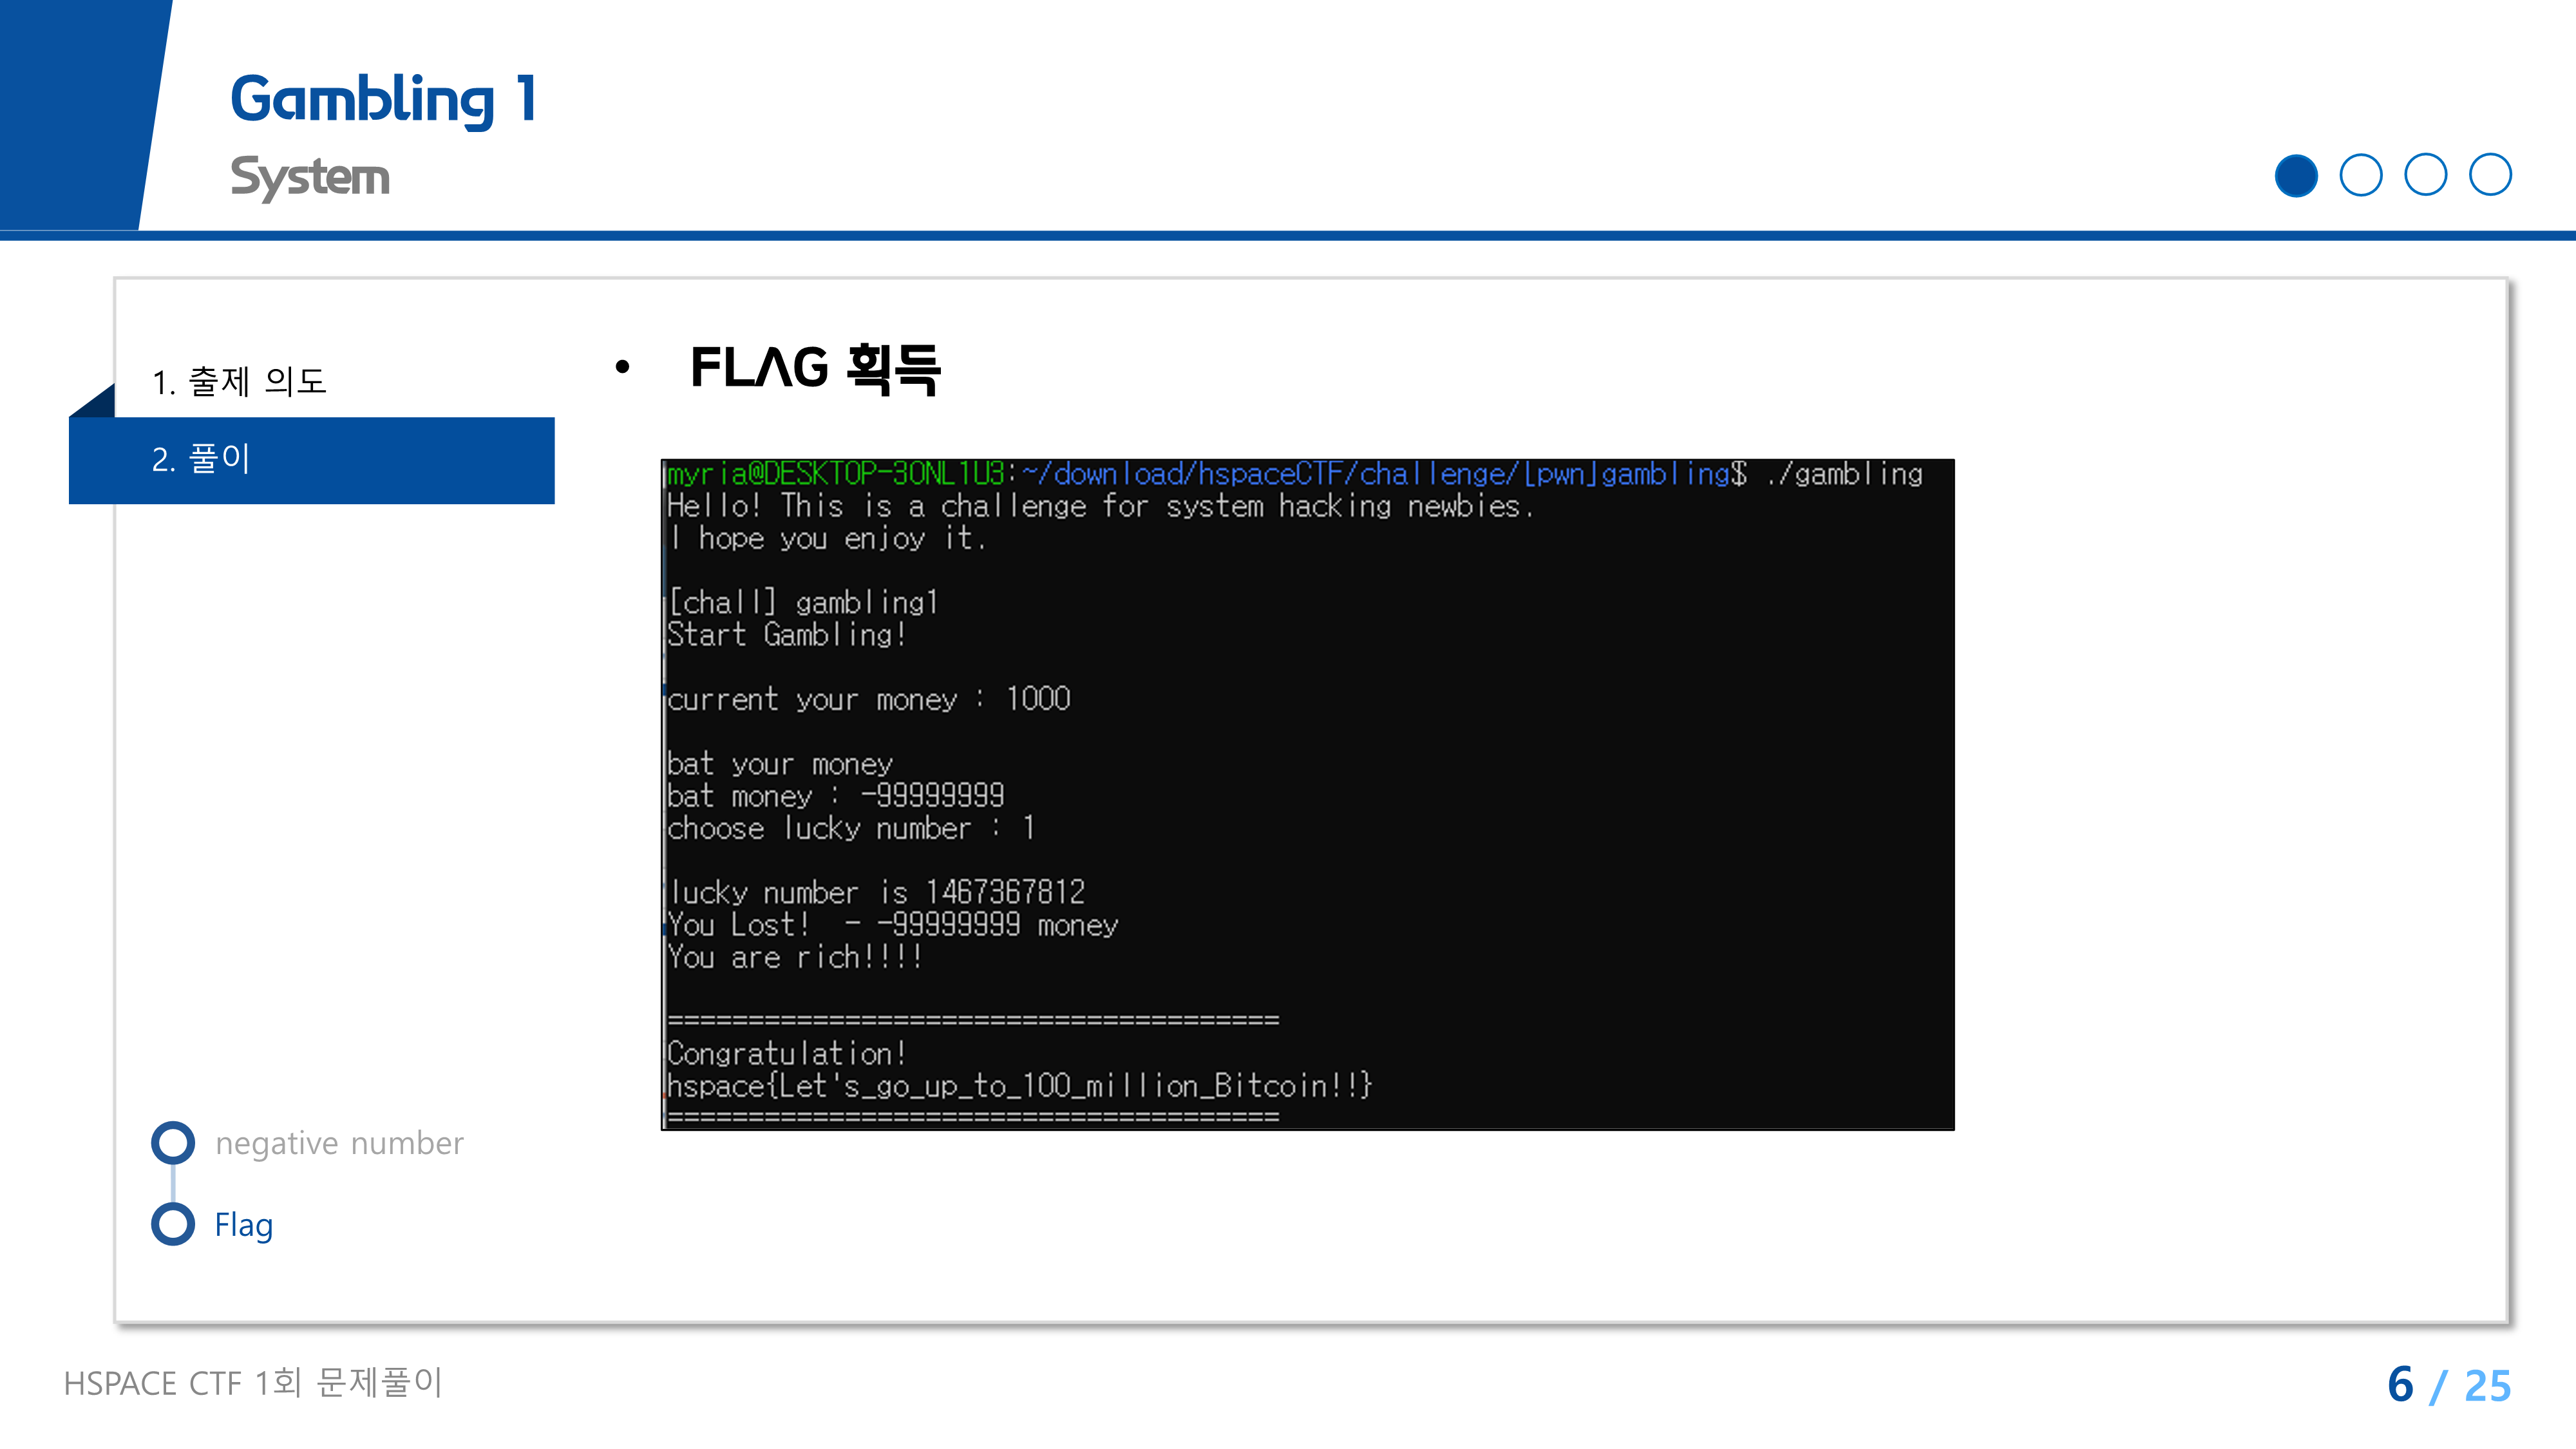 Gambling 1
System
1. 출제 의도
2. 풀이
• FLAG 획득
myria@DESKTOP-3ONL1U3:~/download/hspaceCTF/challenge/[pwn]gambling$ ./gambling
Hello! This is a challenge for system hacking newbies.
I hope you enjoy it.
[chall] gambling1
Start Gambling!
current your money : 1000
bat your money
bat money : -99999999
choose lucky number : 1
lucky number is 1467367812
You Lost!  - -99999999 money
You are rich!!!!
======================================
Congratulation!
hspace{Let's_go_up_to_100_million_Bitcoin!!}
======================================
negative number
Flag
HSPACE CTF 1회 문제풀이
6 / 25